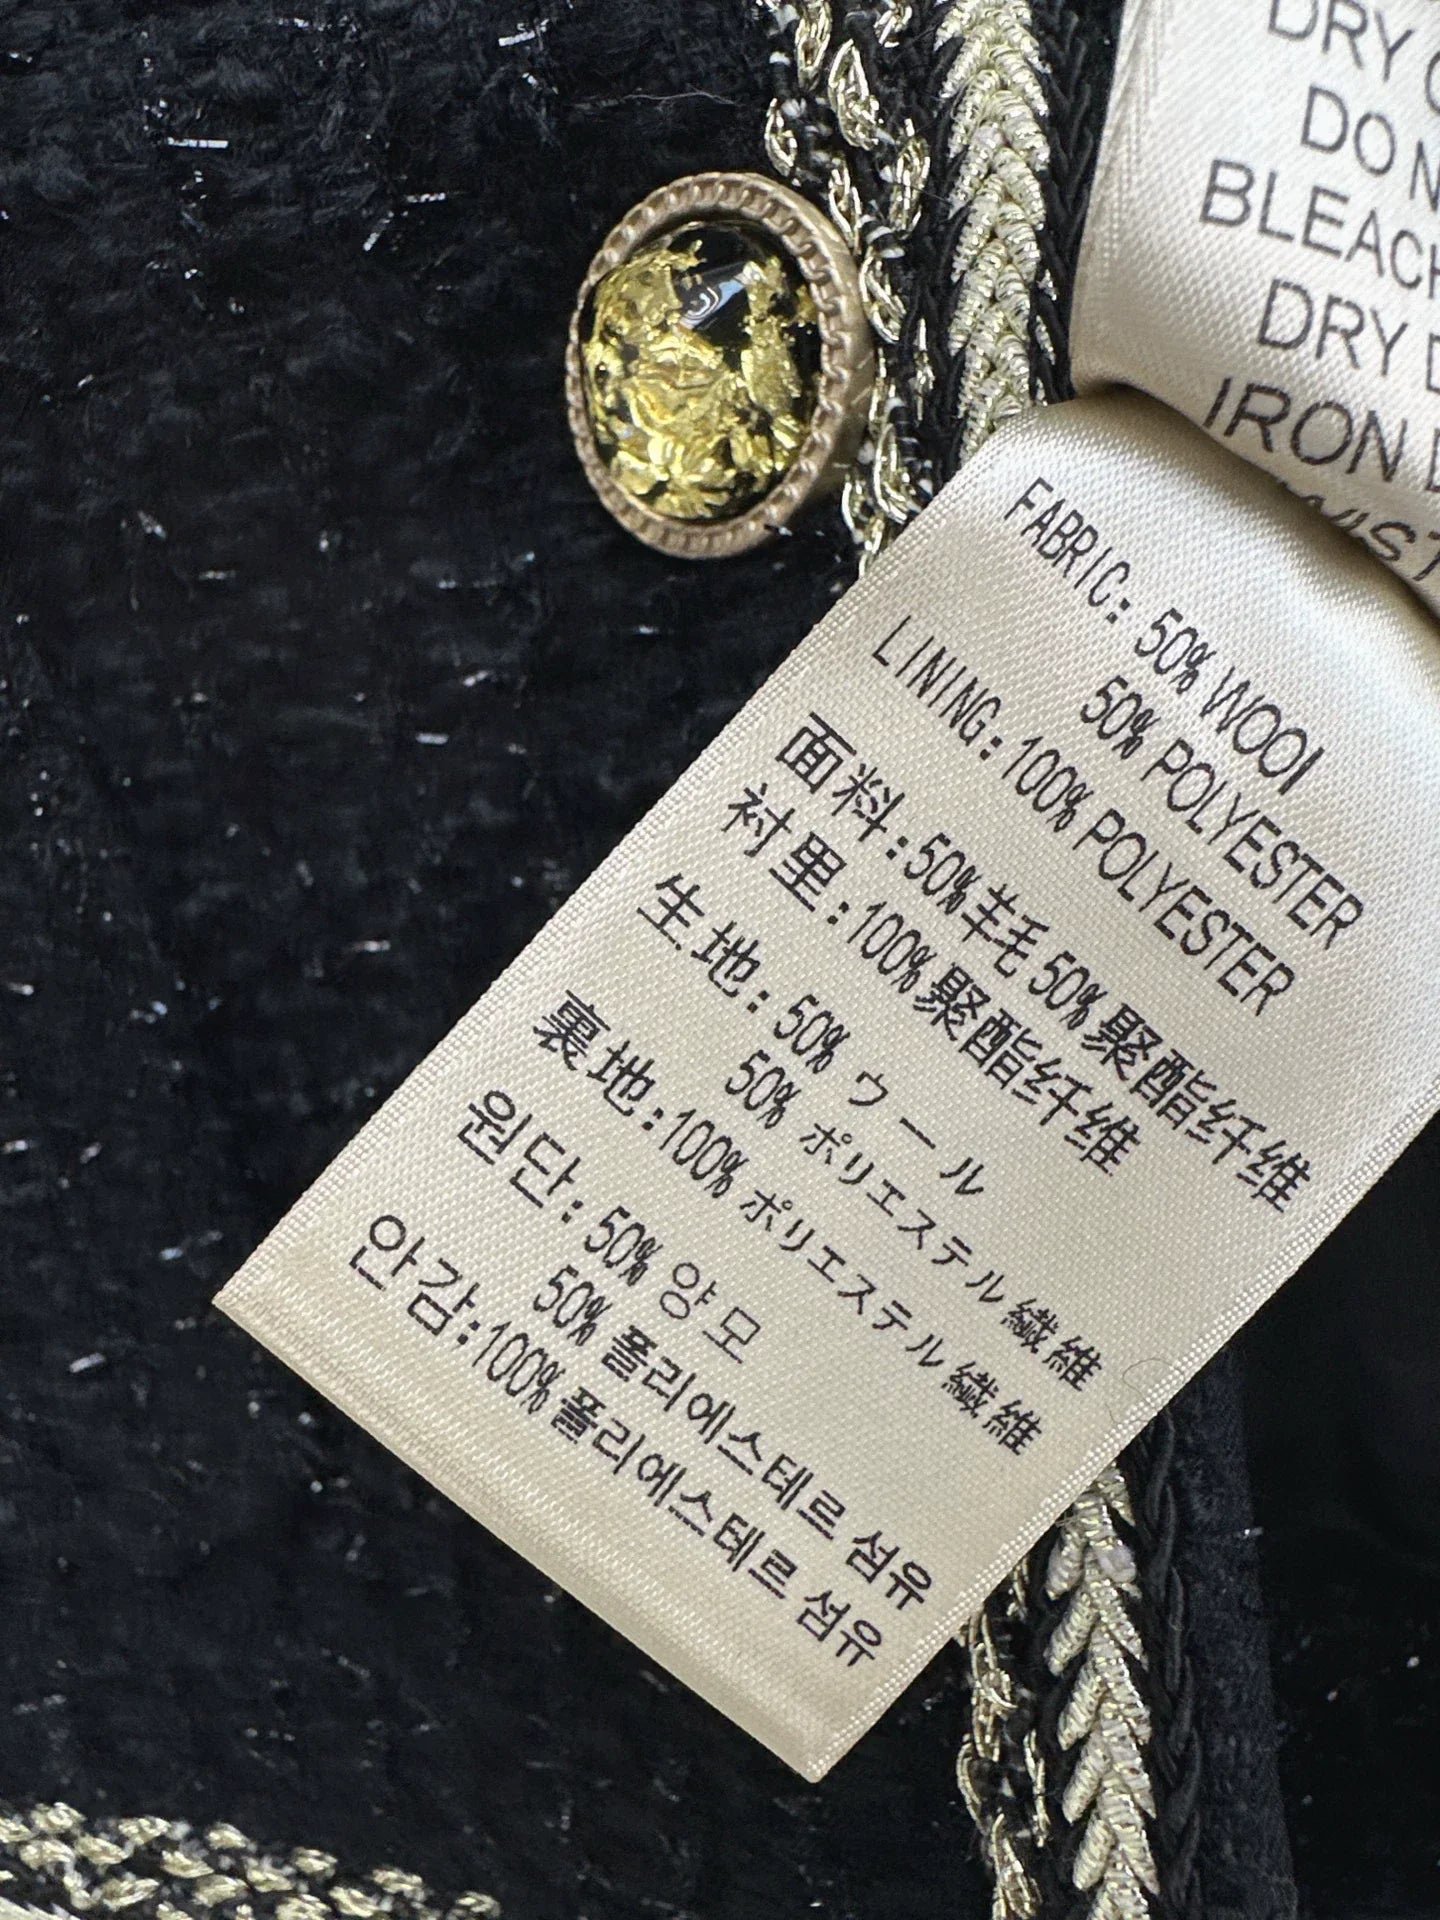 DRY
DO
BLEACH
DRY
IRON
FABRIC: 50% WOOl
50% POLYESTER
LINING: 100% POLYESTER
面料:50%羊毛50%聚酯纤维
衬里:100%聚酯纤维
生地: 50% ウール
50% ポリエステル繊維
裏地:100% ポリエステル繊維
원단: 50% 양모
50% 폴리에스테르 섬유
안감:100% 폴리에스테르 섬유